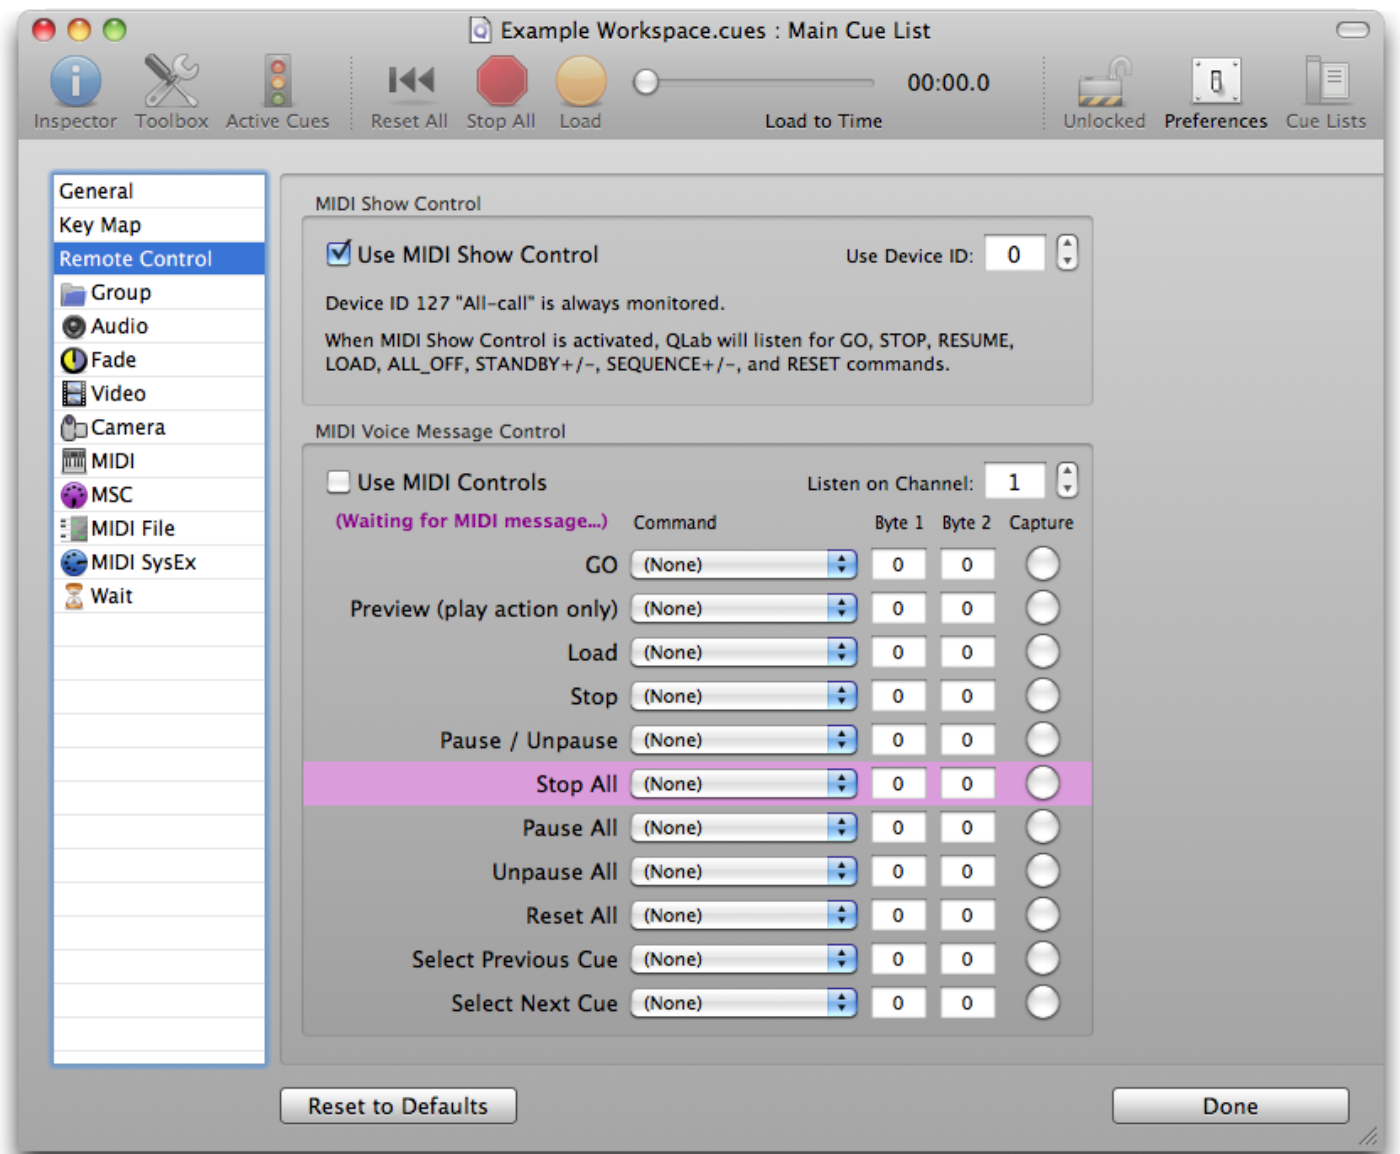 Example Workspace.cues : Main Cue List
00:00.0
Inspector Toolbox Active Cues Reset All Stop All Load Load to Time Unlocked Preferences Cue Lists
General
Key Map
Remote Control
Group
Audio
Fade
Video
Camera
MIDI
MSC
MIDI File
MIDI SysEx
Wait
MIDI Show Control
Use MIDI Show Control Use Device ID: 0
Device ID 127 "All-call" is always monitored.
When MIDI Show Control is activated, QLab will listen for GO, STOP, RESUME,
LOAD, ALL_OFF, STANDBY+/-, SEQUENCE+/-, and RESET commands.
MIDI Voice Message Control
Use MIDI Controls Listen on Channel: 1
(Waiting for MIDI message...) Command Byte 1 Byte 2 Capture
GO (None) 0 0
Preview (play action only) (None) 0 0
Load (None) 0 0
Stop (None) 0 0
Pause / Unpause (None) 0 0
Stop All (None) 0 0
Pause All (None) 0 0
Unpause All (None) 0 0
Reset All (None) 0 0
Select Previous Cue (None) 0 0
Select Next Cue (None) 0 0
Reset to Defaults Done